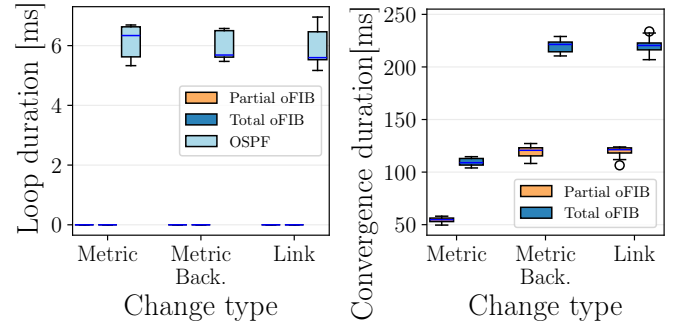 Loop duration [ms]
6
4
2
0
Partial oFIB
Total oFIB
OSPF
Metric
Metric
Back.
Link
Change type
Convergence duration[ms]
250
200
150
100
50
Partial oFIB
Total oFIB
Metric
Metric
Back.
Link
Change type